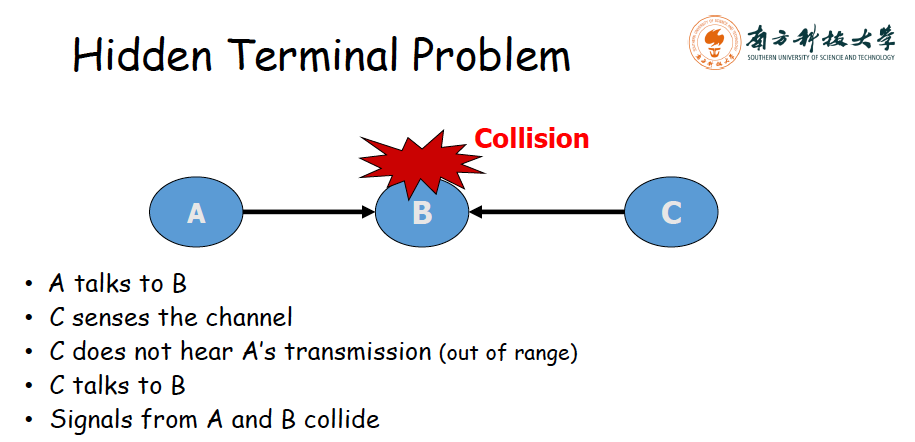 Hidden Terminal Problem
南方科技大学
SOUTHERN UNIVERSITY OF SCIENCE AND TECHNOLOGY
Collision
A
B
C
• A talks to B
• C senses the channel
• C does not hear A's transmission (out of range)
• C talks to B
• Signals from A and B collide